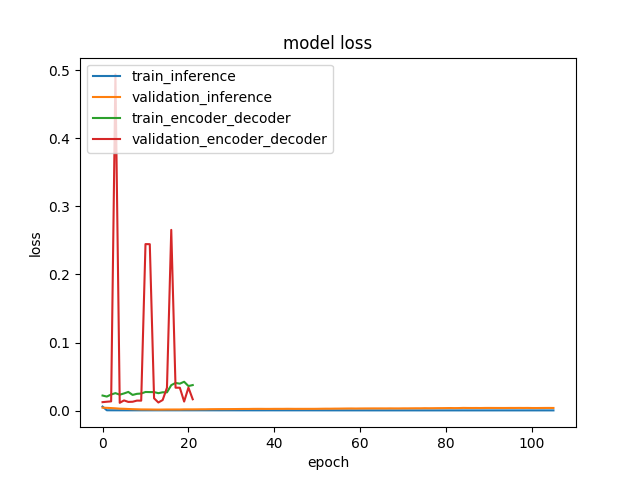 model loss
train_inference
validation_inference
train_encoder_decoder
validation_encoder_decoder
0.5
0.4
0.3
0.2
0.1
0.0
loss
0 20 40 60 80 100
epoch